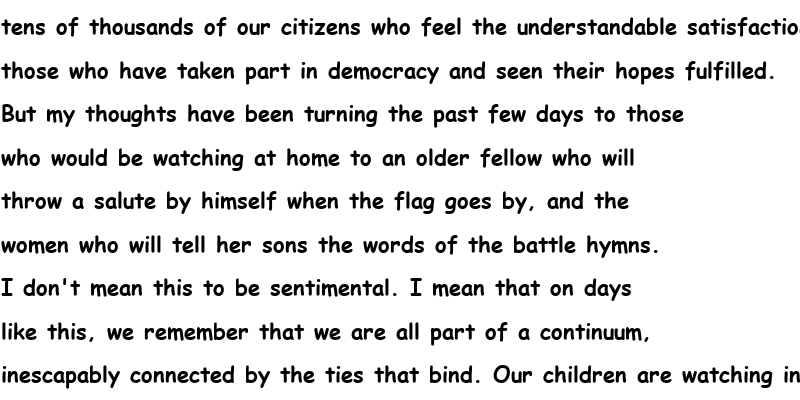 tens of thousands of our citizens who feel the understandable satisfactio
those who have taken part in democracy and seen their hopes fulfilled.
But my thoughts have been turning the past few days to those
who would be watching at home to an older fellow who will
throw a salute by himself when the flag goes by, and the
women who will tell her sons the words of the battle hymns.
I don't mean this to be sentimental. I mean that on days
like this, we remember that we are all part of a continuum,
inescapably connected by the ties that bind. Our children are watching in